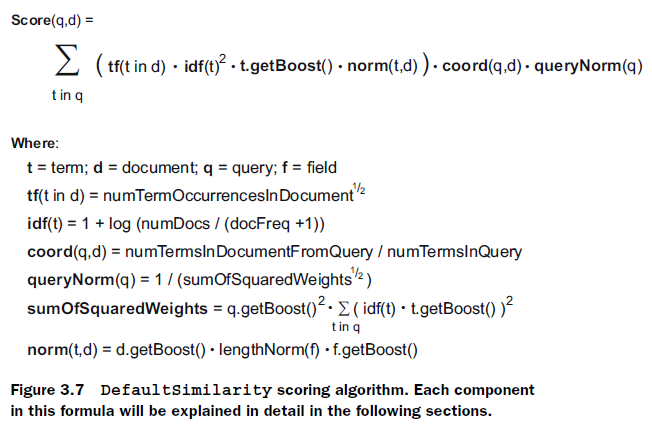 Score(q,d) =
∑ ( tf(t in d) · idf(t)² · t.getBoost() · norm(t,d) ) · coord(q,d) · queryNorm(q)
t in q
Where:
t = term; d = document; q = query; f = field
tf(t in d) = numTermOccurrencesInDocument^½
idf(t) = 1 + log (numDocs / (docFreq +1))
coord(q,d) = numTermsInDocumentFromQuery / numTermsInQuery
queryNorm(q) = 1 / (sumOfSquaredWeights^½ )
sumOfSquaredWeights = q.getBoost()² · ∑ ( idf(t) · t.getBoost() )²
t in q
norm(t,d) = d.getBoost() · lengthNorm(f) · f.getBoost()
Figure 3.7 DefaultSimilarity scoring algorithm. Each component
in this formula will be explained in detail in the following sections.